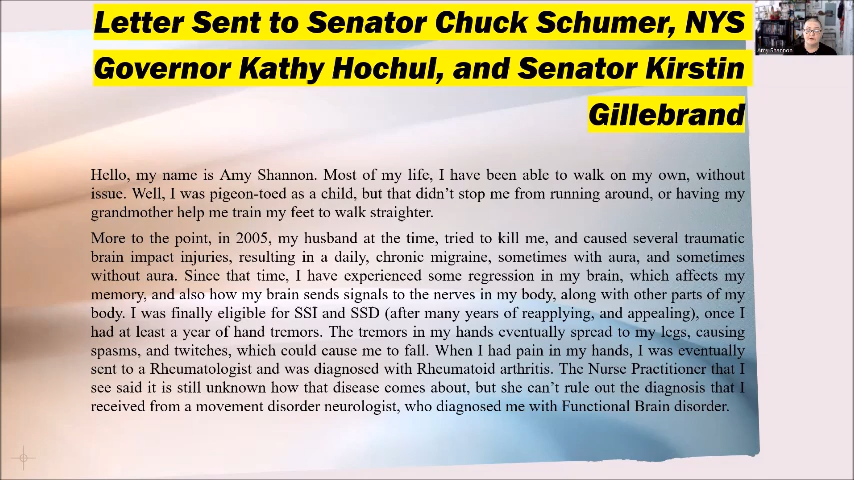 Letter Sent to Senator Chuck Schumer, NYS
Governor Kathy Hochul, and Senator Kirstin
Gillebrand
Amy Shannon
Hello, my name is Amy Shannon. Most of my life, I have been able to walk on my own, without
issue. Well, I was pigeon-toed as a child, but that didn’t stop me from running around, or having my
grandmother help me train my feet to walk straighter.
More to the point, in 2005, my husband at the time, tried to kill me, and caused several traumatic
brain impact injuries, resulting in a daily, chronic migraine, sometimes with aura, and sometimes
without aura. Since that time, I have experienced some regression in my brain, which affects my
memory, and also how my brain sends signals to the nerves in my body, along with other parts of my
body. I was finally eligible for SSI and SSD (after many years of reapplying, and appealing), once I
had at least a year of hand tremors. The tremors in my hands eventually spread to my legs, causing
spasms, and twitches, which could cause me to fall. When I had pain in my hands, I was eventually
sent to a Rheumatologist and was diagnosed with Rheumatoid arthritis. The Nurse Practitioner that I
see said it is still unknown how that disease comes about, but she can’t rule out the diagnosis that I
received from a movement disorder neurologist, who diagnosed me with Functional Brain disorder.